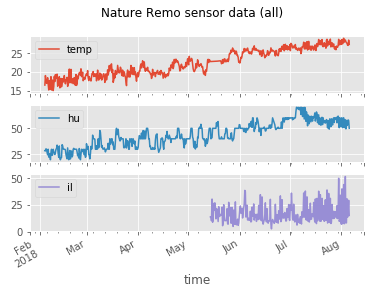 Nature Remo sensor data (all)
temp
25
20
15
hu
50
25
il
50
25
0
Feb 2018
Mar
Apr
May
Jun
Jul
Aug
time